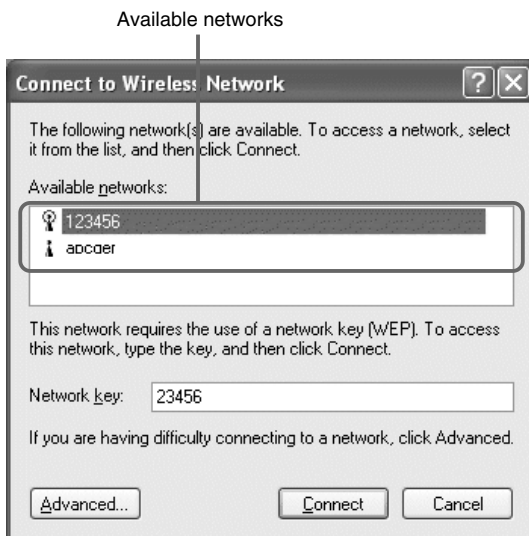 Available networks
Connect to Wireless Network
The following network(s) are available. To access a network, select
it from the list, and then click Connect.
Available networks:
123456
This network requires the use of a network key (WEP). To access
this network, type the key, and then click Connect.
Network key: 23456
If you are having difficulty connecting to a network, click Advanced.
Advanced... Connect Cancel